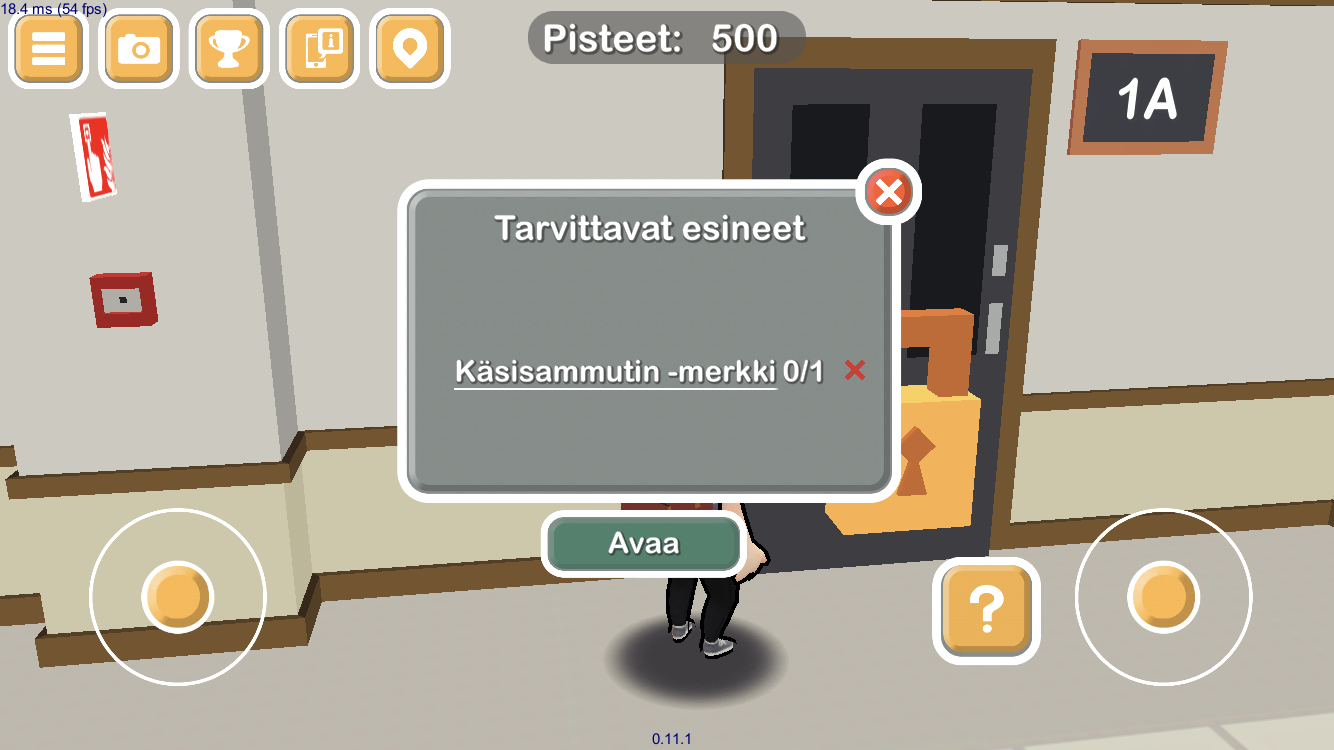 18.4 ms (54 fps)
Pisteet: 500
1A
Tarvittavat esineet
Käsisammutin -merkki 0/1
Avaa
?
0.11.1